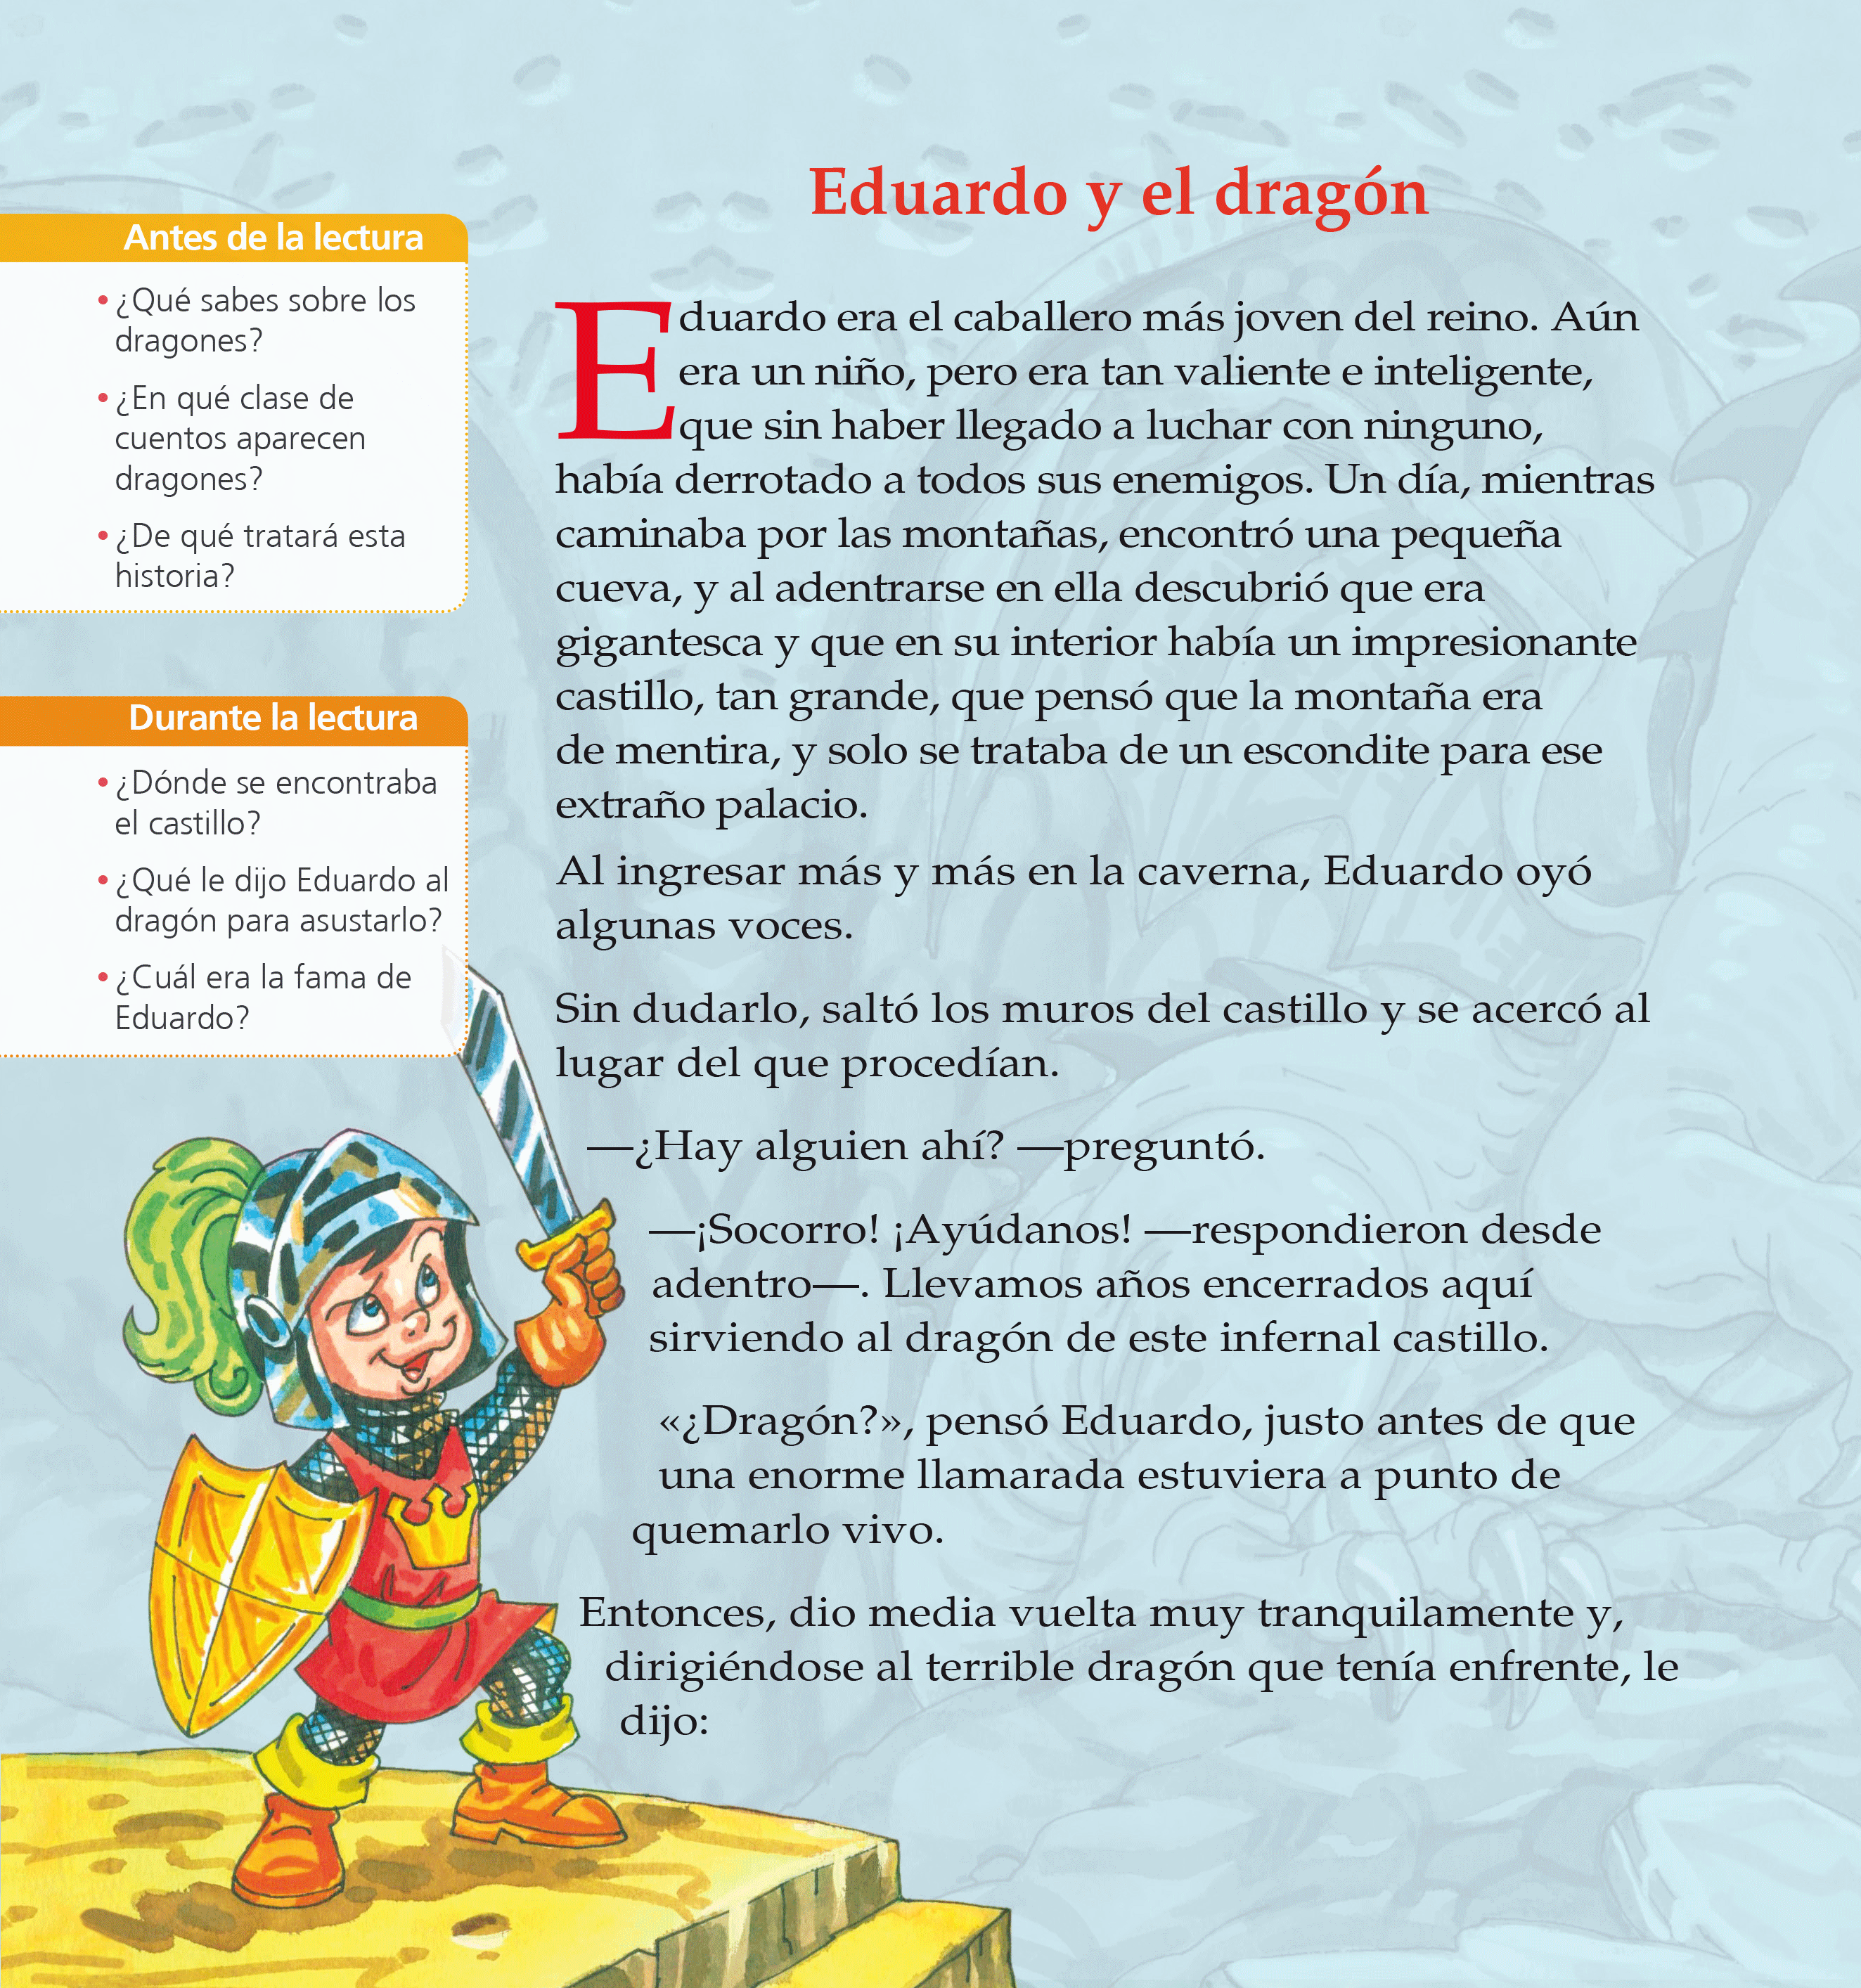 Eduardo y el dragón
Antes de la lectura
• ¿Qué sabes sobre los
dragones?
• ¿En qué clase de
cuentos aparecen
dragones?
• ¿De qué tratará esta
historia?
Durante la lectura
• ¿Dónde se encontraba
el castillo?
• ¿Qué le dijo Eduardo al
dragón para asustarlo?
• ¿Cuál era la fama de
Eduardo?
Eduardo era el caballero más joven del reino. Aún
era un niño, pero era tan valiente e inteligente,
que sin haber llegado a luchar con ninguno,
había derrotado a todos sus enemigos. Un día, mientras
caminaba por las montañas, encontró una pequeña
cueva, y al adentrarse en ella descubrió que era
gigantesca y que en su interior había un impresionante
castillo, tan grande, que pensó que la montaña era
de mentira, y solo se trataba de un escondite para ese
extraño palacio.
Al ingresar más y más en la caverna, Eduardo oyó
algunas voces.
Sin dudarlo, saltó los muros del castillo y se acercó al
lugar del que procedían.
—¿Hay alguien ahí? —preguntó.
—¡Socorro! ¡Ayúdanos! —respondieron desde
adentro—. Llevamos años encerrados aquí
sirviendo al dragón de este infernal castillo.
«¿Dragón?», pensó Eduardo, justo antes de que
una enorme llamarada estuviera a punto de
quemarlo vivo.
Entonces, dio media vuelta muy tranquilamente y,
dirigiéndose al terrible dragón que tenía enfrente, le
dijo: